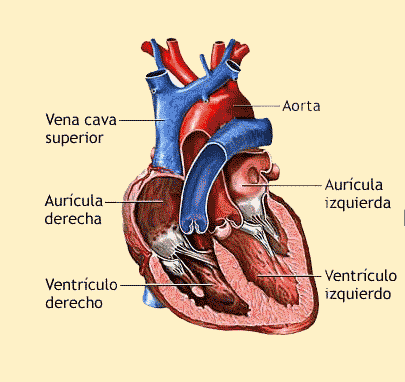 Vena cava
superior
Aorta
Aurícula
derecha
Aurícula
izquierda
Ventrículo
derecho
Ventrículo
izquierdo